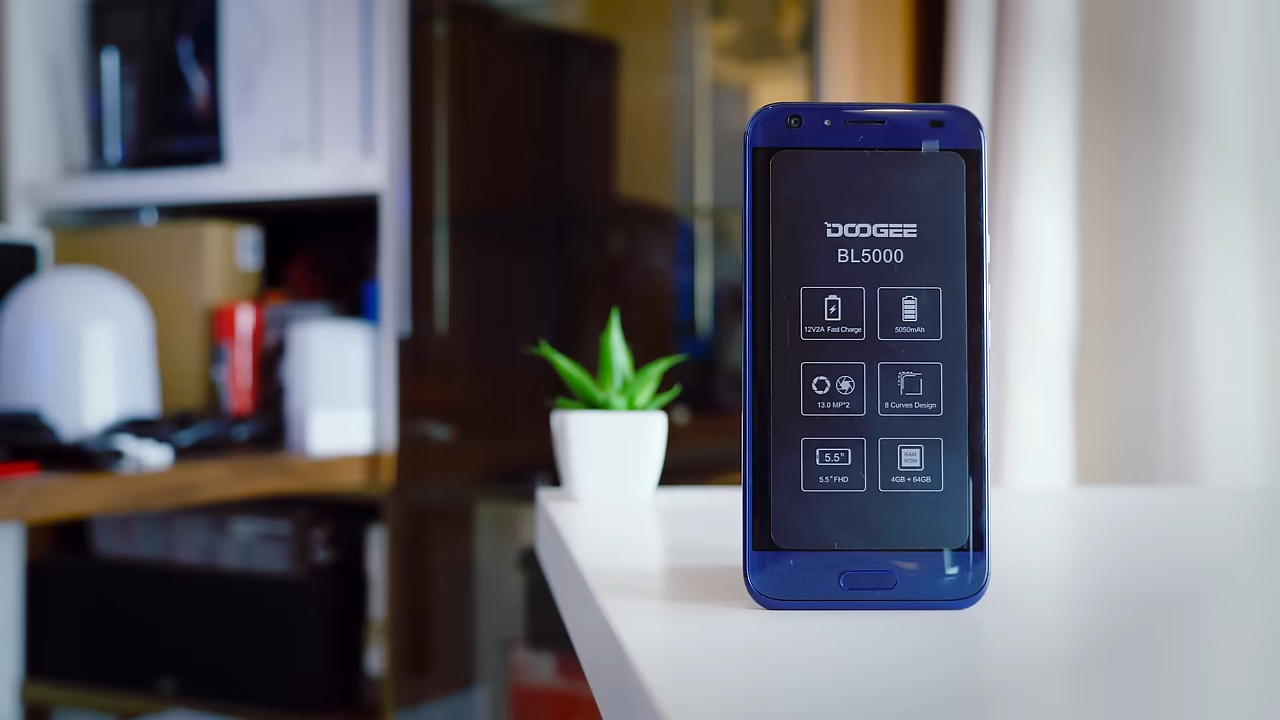 DOOGEE
BL5000
12V2A Fast Charge
5050mAh
13.0 MP*2
8 Curves Design
5.5"
5.5" FHD
RAM
ROM
4GB + 64GB